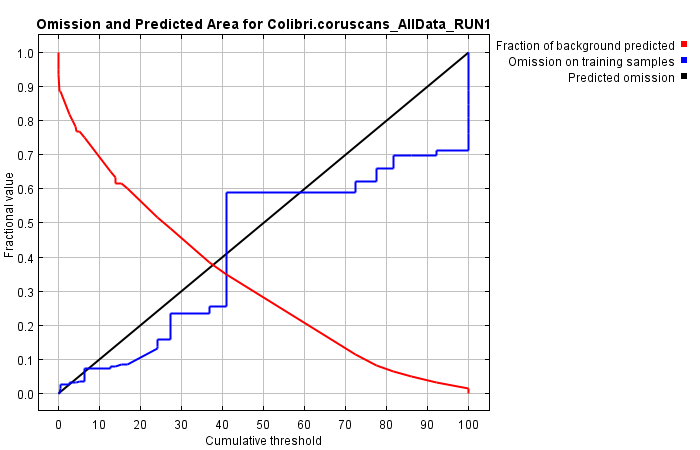 Omission and Predicted Area for Colibri.coruscans_AllData_RUN1
Fraction of background predicted
Omission on training samples
Predicted omission
Fractional value
1.0
0.9
0.8
0.7
0.6
0.5
0.4
0.3
0.2
0.1
0.0
0 10 20 30 40 50 60 70 80 90 100
Cumulative threshold